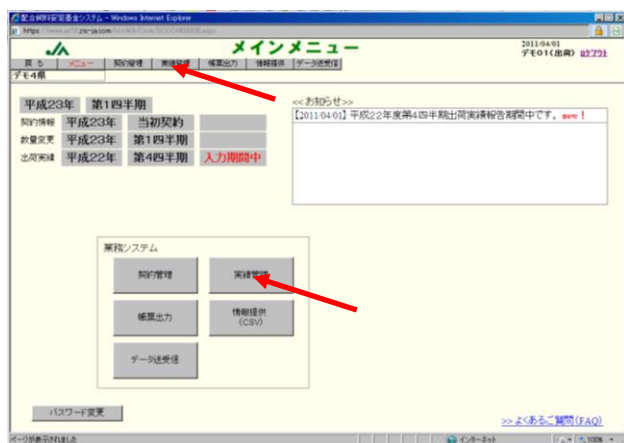 配合飼料安定基金システム - Windows Internet Explorer
JA
メインメニュー
2011/04/01
デモ01(出荷) ログアウト
戻る メニュー 契約管理 実績管理 帳票出力 情報提供 データ送受信
デモ4県
平成23年 第1四半期
契約情報 平成23年 当初契約
数量変更 平成23年 第1四半期
出荷実績 平成22年 第4四半期 入力期間中
<<お知らせ>>
【2011/04/01】平成22年度第4四半期出荷実績報告期間中です。new!
業務システム
契約管理
実績管理
帳票出力
情報提供
(CSV)
データ送受信
パスワード変更
>>よくあるご質問(FAQ)
ページが表示されました
インターネット
100%